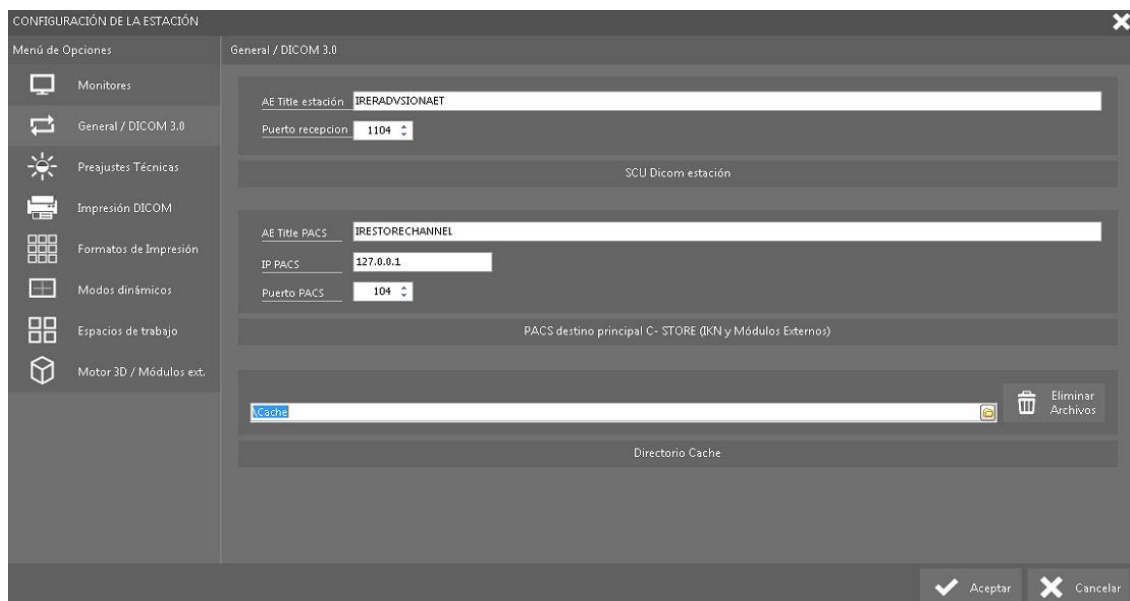 CONFIGURACIÓN DE LA ESTACIÓN
Menú de Opciones
Monitores
General / DICOM 3.0
Preajustes Técnicas
Impresión DICOM
Formatos de Impresión
Modos dinámicos
Espacios de trabajo
Motor 3D / Módulos ext.
General / DICOM 3.0
AE Title estación IRERADVSIONAET
Puerto recepcion 1104
SCU Dicom estación
AE Title PACS IRESTORECHANNEL
IP PACS 127.0.0.1
Puerto PACS 104
PACS destino principal C- STORE (IKN y Módulos Externos)
\Cache
Eliminar
Archivos
Directorio Cache
Aceptar
Cancelar